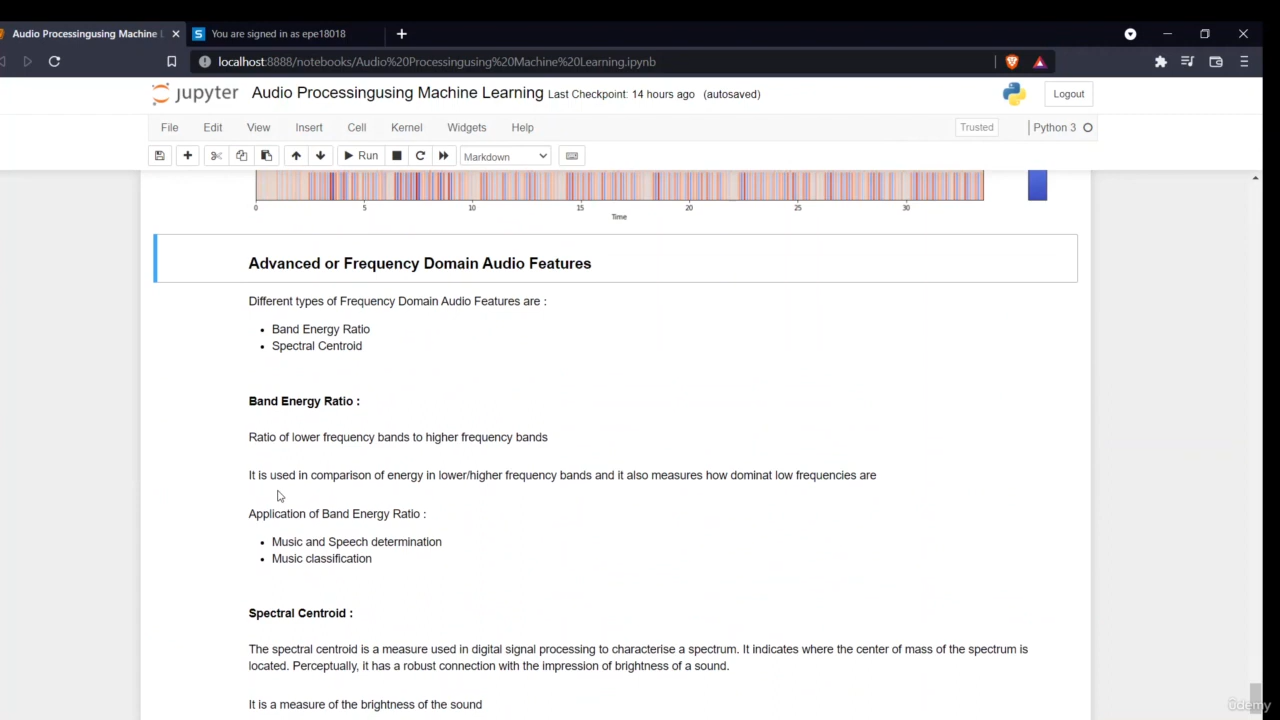 Audio Processingusing Machine L
You are signed in as epe18018
localhost:8888/notebooks/Audio%20Processingusing%20Machine%20Learning.ipynb
jupyter Audio Processingusing Machine Learning Last Checkpoint: 14 hours ago (autosaved)
Logout
File Edit View Insert Cell Kernel Widgets Help
Trusted
Python 3
Run
Markdown
0 5 10 15 20 25 30
Time
Advanced or Frequency Domain Audio Features
Different types of Frequency Domain Audio Features are :
Band Energy Ratio
Spectral Centroid
Band Energy Ratio :
Ratio of lower frequency bands to higher frequency bands
It is used in comparison of energy in lower/higher frequency bands and it also measures how dominat low frequencies are
Application of Band Energy Ratio :
Music and Speech determination
Music classification
Spectral Centroid :
The spectral centroid is a measure used in digital signal processing to characterise a spectrum. It indicates where the center of mass of the spectrum is
located. Perceptually, it has a robust connection with the impression of brightness of a sound.
It is a measure of the brightness of the sound
ûdemy